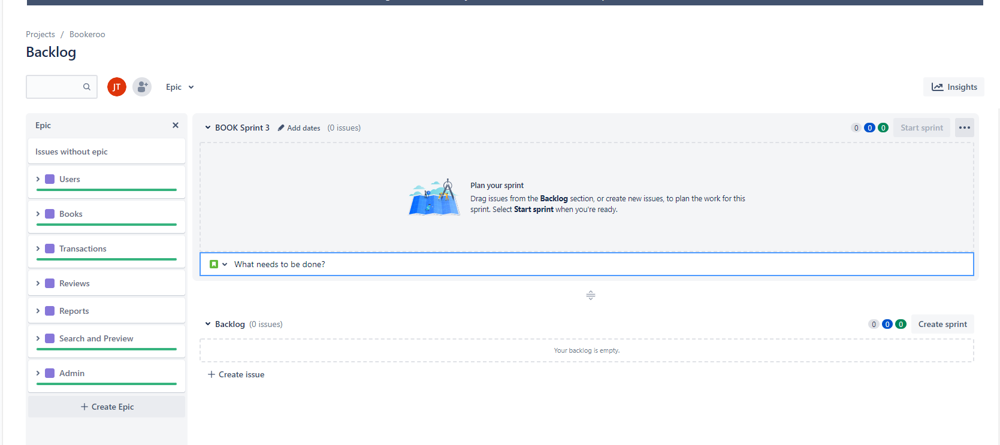 Projects / Bookeroo
Backlog
JT
Epic
Insights
Epic
Issues without epic
Users
Books
Transactions
Reviews
Reports
Search and Preview
Admin
Create Epic
BOOK Sprint 3 Add dates (0 issues)
0 0 0 Start sprint
Plan your sprint
Drag issues from the Backlog section, or create new issues, to plan the work for this
sprint. Select Start sprint when you're ready.
What needs to be done?
Backlog (0 issues)
0 0 0 Create sprint
Your backlog is empty.
Create issue